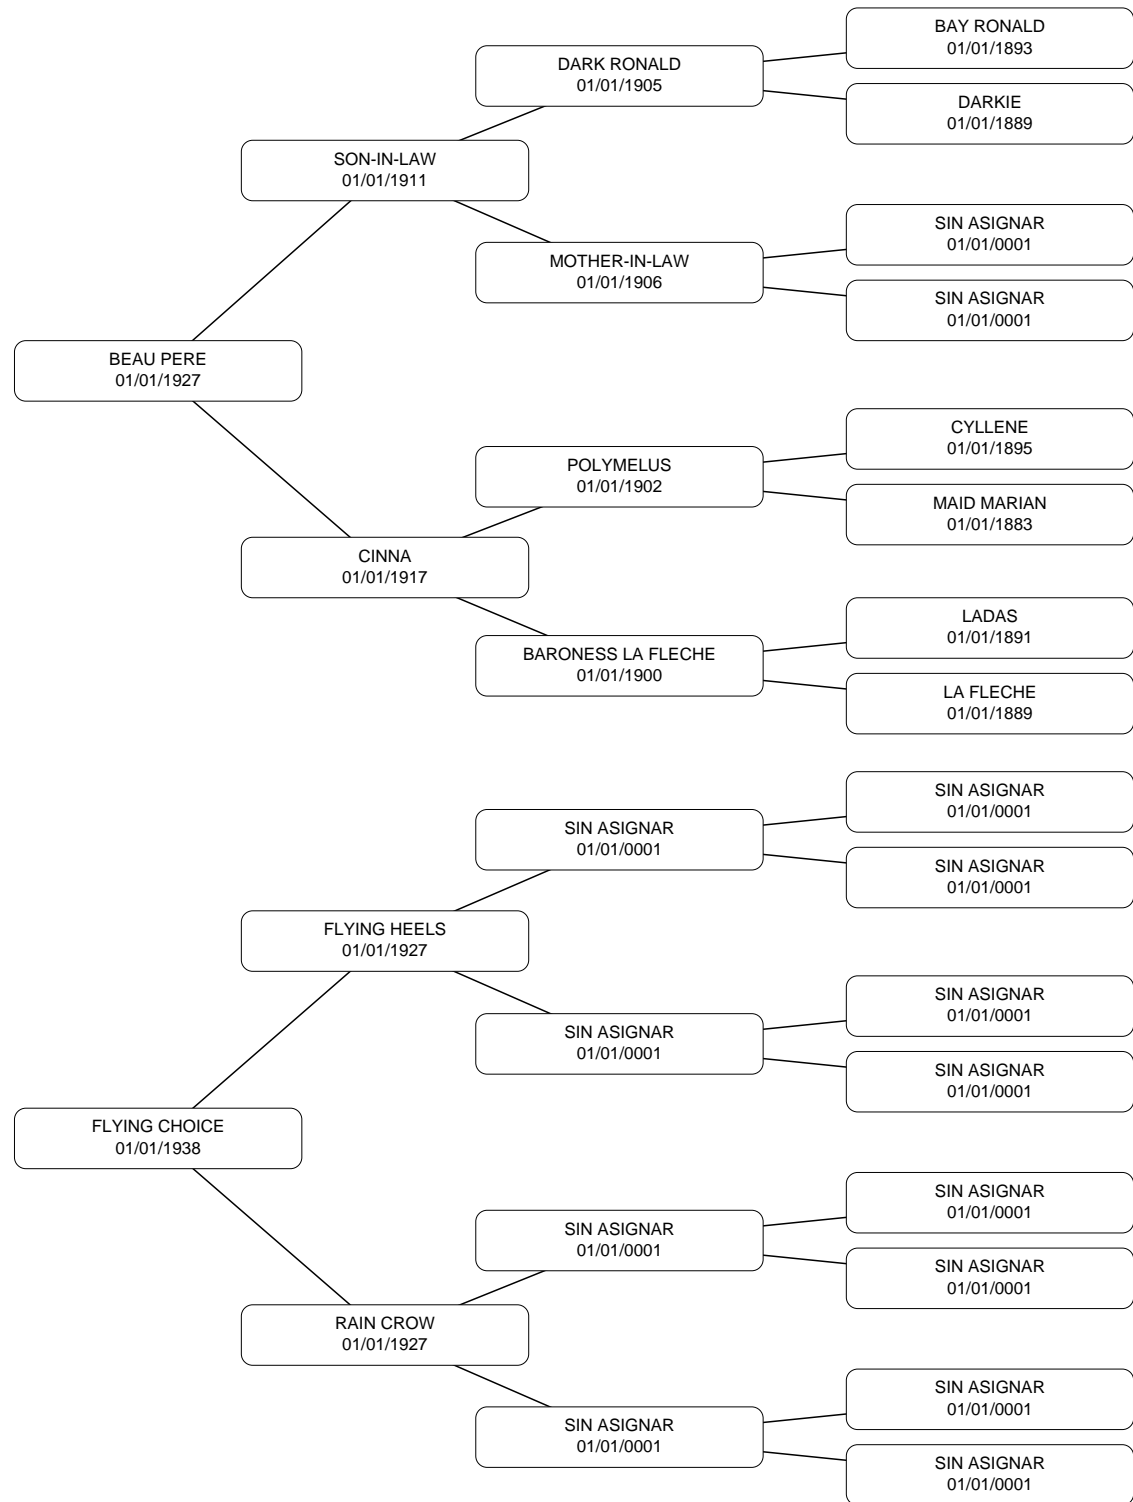 BAY RONALD
01/01/1893
DARK RONALD
01/01/1905
DARKIE
01/01/1889
SON-IN-LAW
01/01/1911
SIN ASIGNAR
01/01/0001
MOTHER-IN-LAW
01/01/1906
SIN ASIGNAR
01/01/0001
BEAU PERE
01/01/1927
CYLLENE
01/01/1895
POLYMELUS
01/01/1902
MAID MARIAN
01/01/1883
CINNA
01/01/1917
LADAS
01/01/1891
BARONESS LA FLECHE
01/01/1900
LA FLECHE
01/01/1889
SIN ASIGNAR
01/01/0001
SIN ASIGNAR
01/01/0001
SIN ASIGNAR
01/01/0001
FLYING HEELS
01/01/1927
SIN ASIGNAR
01/01/0001
SIN ASIGNAR
01/01/0001
SIN ASIGNAR
01/01/0001
FLYING CHOICE
01/01/1938
SIN ASIGNAR
01/01/0001
SIN ASIGNAR
01/01/0001
SIN ASIGNAR
01/01/0001
RAIN CROW
01/01/1927
SIN ASIGNAR
01/01/0001
SIN ASIGNAR
01/01/0001
SIN ASIGNAR
01/01/0001